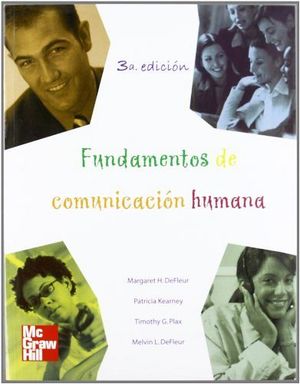 3a. edición
Fundamentos de
comunicación humana
Margaret H. DeFleur
Patricia Kearney
Timothy G. Plax
Melvin L. DeFleur
Mc
Graw
Hill